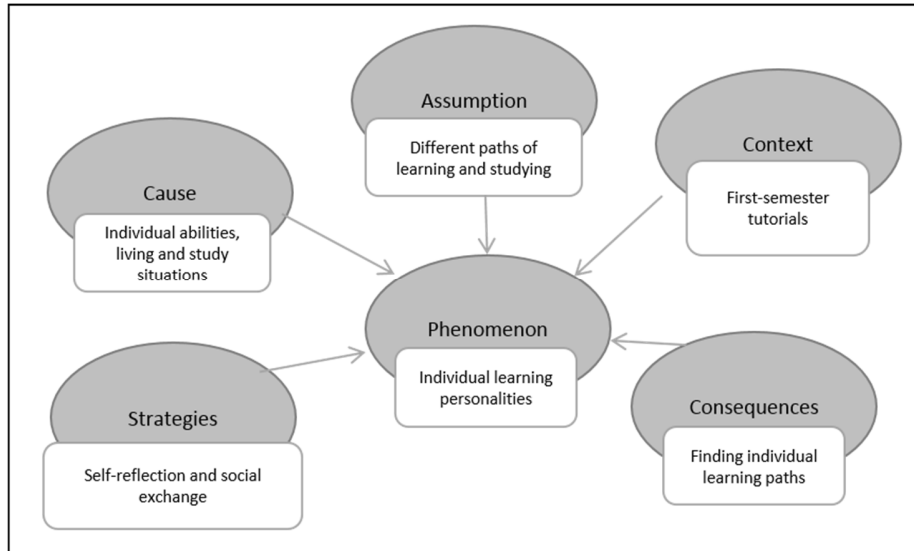 Assumption
Different paths of
learning and studying
Context
First-semester
tutorials
Cause
Individual abilities,
living and study
situations
Phenomenon
Individual learning
personalities
Strategies
Self-reflection and social
exchange
Consequences
Finding individual
learning paths